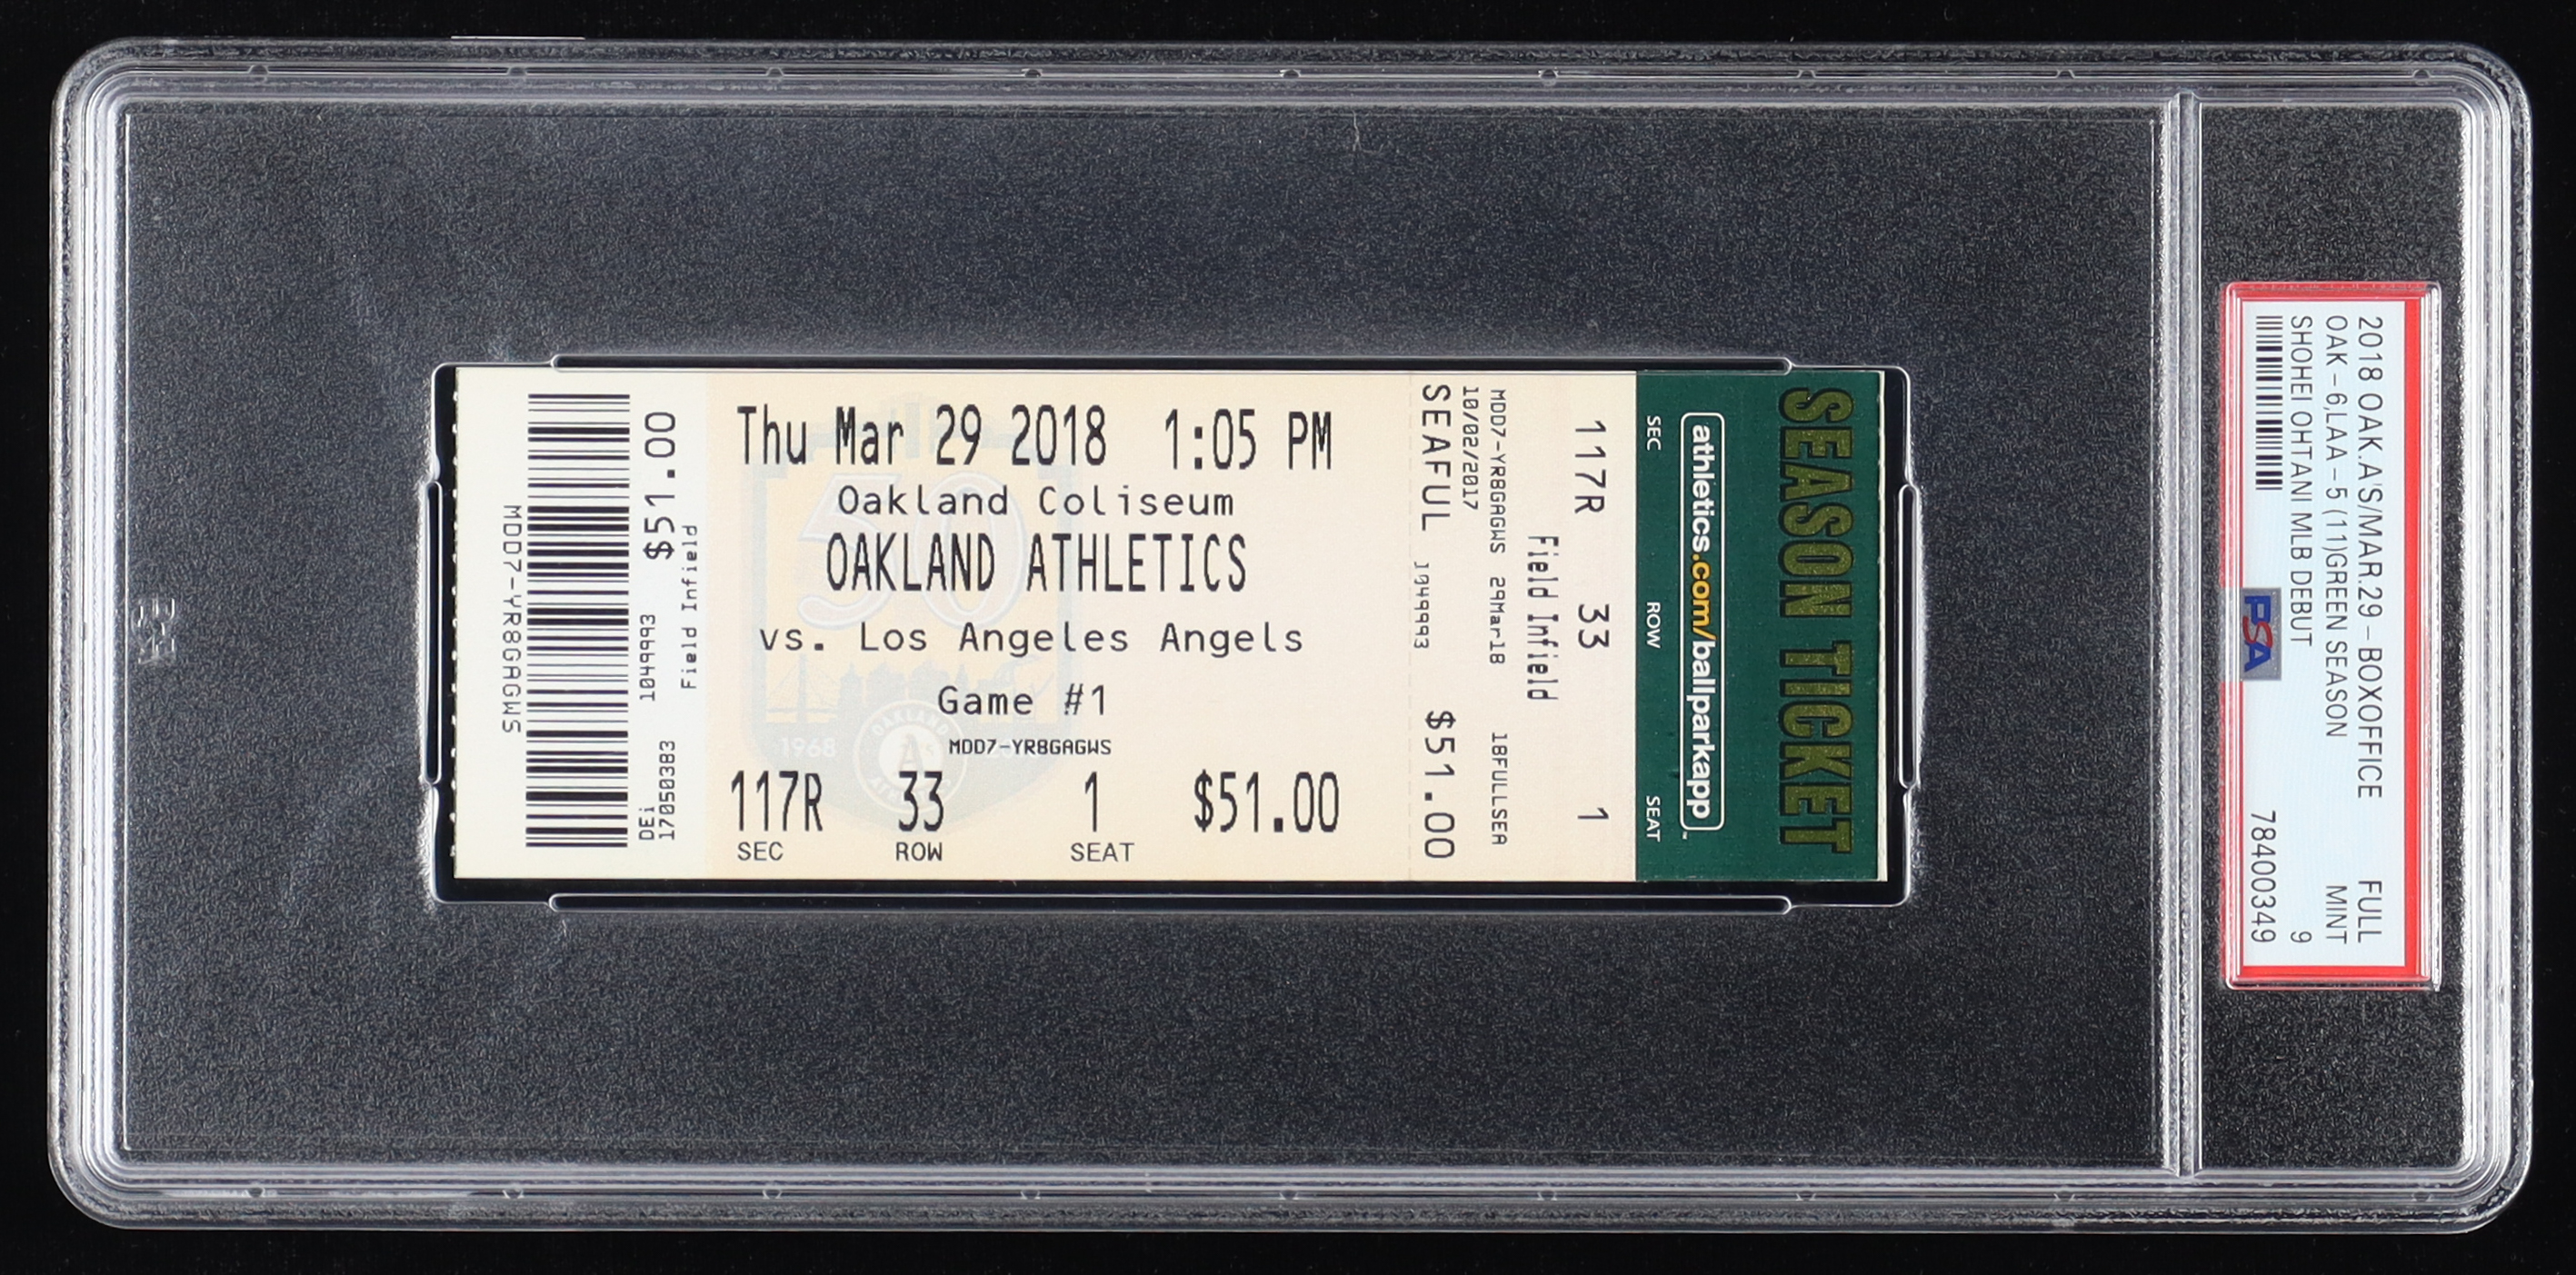 MDD7-YR8GAGWS
$51.00
1049993
Field Infield
DEi
17050383
Thu Mar 29 2018 1:05 PM
Oakland Coliseum
OAKLAND ATHLETICS
vs. Los Angeles Angels
Game #1
50
1968
OAKLAND
A's
MDD7-YR8GAGWS
117R 33 1 $51.00
SEC ROW SEAT
SEAFUL 1049993 $51.00
10/02/2017
MDD7-YR8GAGWS 29Mar18 18FULLSEA
Field Infield
117R 33 1
SEC ROW SEAT
athletics.com/ballparkapp
SEASON TICKET
2018 OAK.A'S/MAR.29-BOXOFFICE FULL
OAK-6,LAA-5 (11)GREEN SEASON MINT
SHOHEI OHTANI MLB DEBUT 9
PSA 78400349